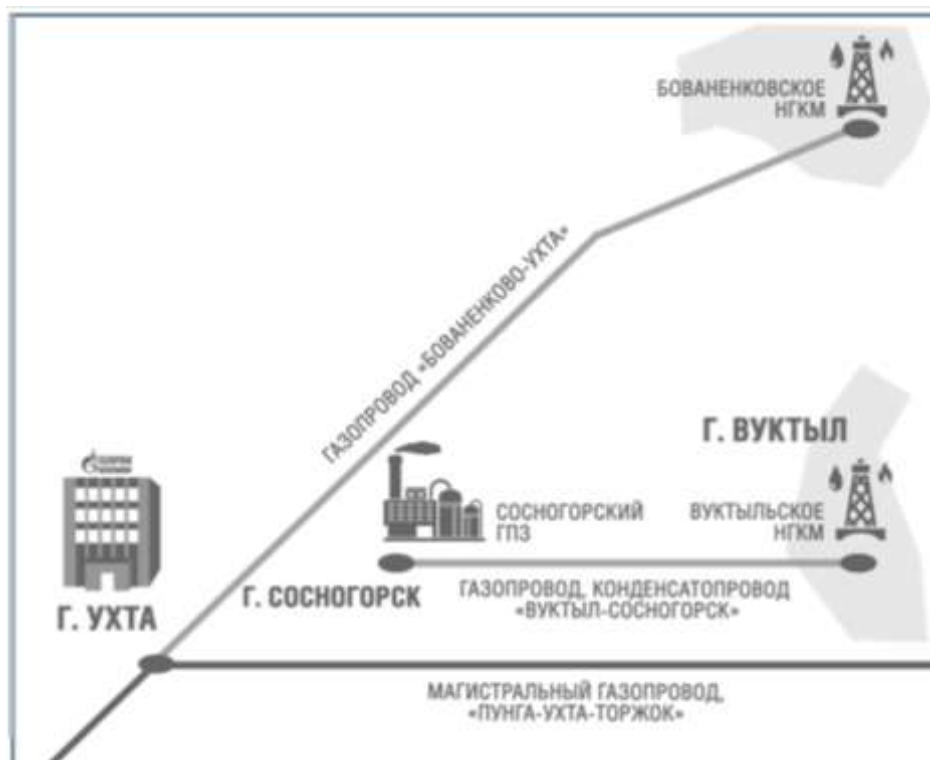 БОВАНЕНКОВСКОЕ
НГКМ
ГАЗОПРОВОД «БОВАНЕНКОВО-УХТА»
Г. ВУКТЫЛ
СОСНОГОРСКИЙ
ГПЗ
ВУКТЫЛЬСКОЕ
НГКМ
Г. УХТА
Г. СОСНОГОРСК
ГАЗОПРОВОД, КОНДЕНСАТОПРОВОД
«ВУКТЫЛ-СОСНОГОРСК»
МАГИСТРАЛЬНЫЙ ГАЗОПРОВОД,
«ПУНГА-УХТА-ТОРЖОК»